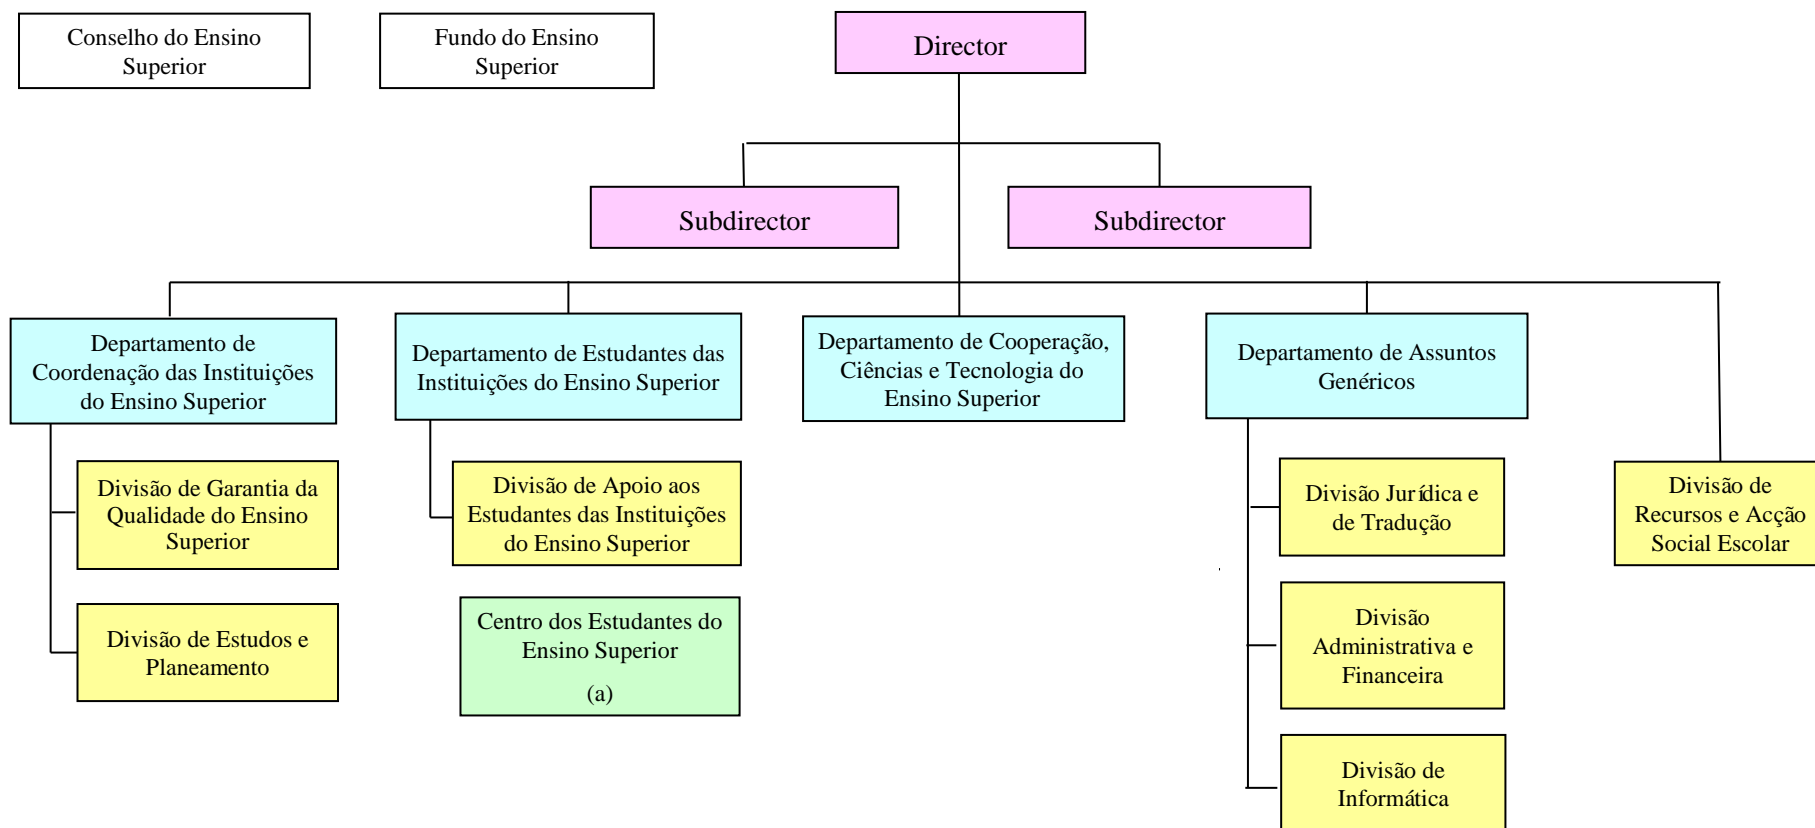 Conselho do Ensino
Superior
Fundo do Ensino
Superior
Director
Subdirector
Subdirector
Departamento de
Coordenação das Instituições
do Ensino Superior
Departamento de Estudantes das
Instituições do Ensino Superior
Departamento de Cooperação,
Ciências e Tecnologia do
Ensino Superior
Departamento de Assuntos
Genéricos
Divisão de Garantia da
Qualidade do Ensino
Superior
Divisão de Apoio aos
Estudantes das Instituições
do Ensino Superior
Divisão Jurídica e
de Tradução
Divisão de
Recursos e Acção
Social Escolar
Divisão de Estudos e
Planeamento
Centro dos Estudantes do
Ensino Superior
(a)
Divisão
Administrativa e
Financeira
Divisão de
Informática